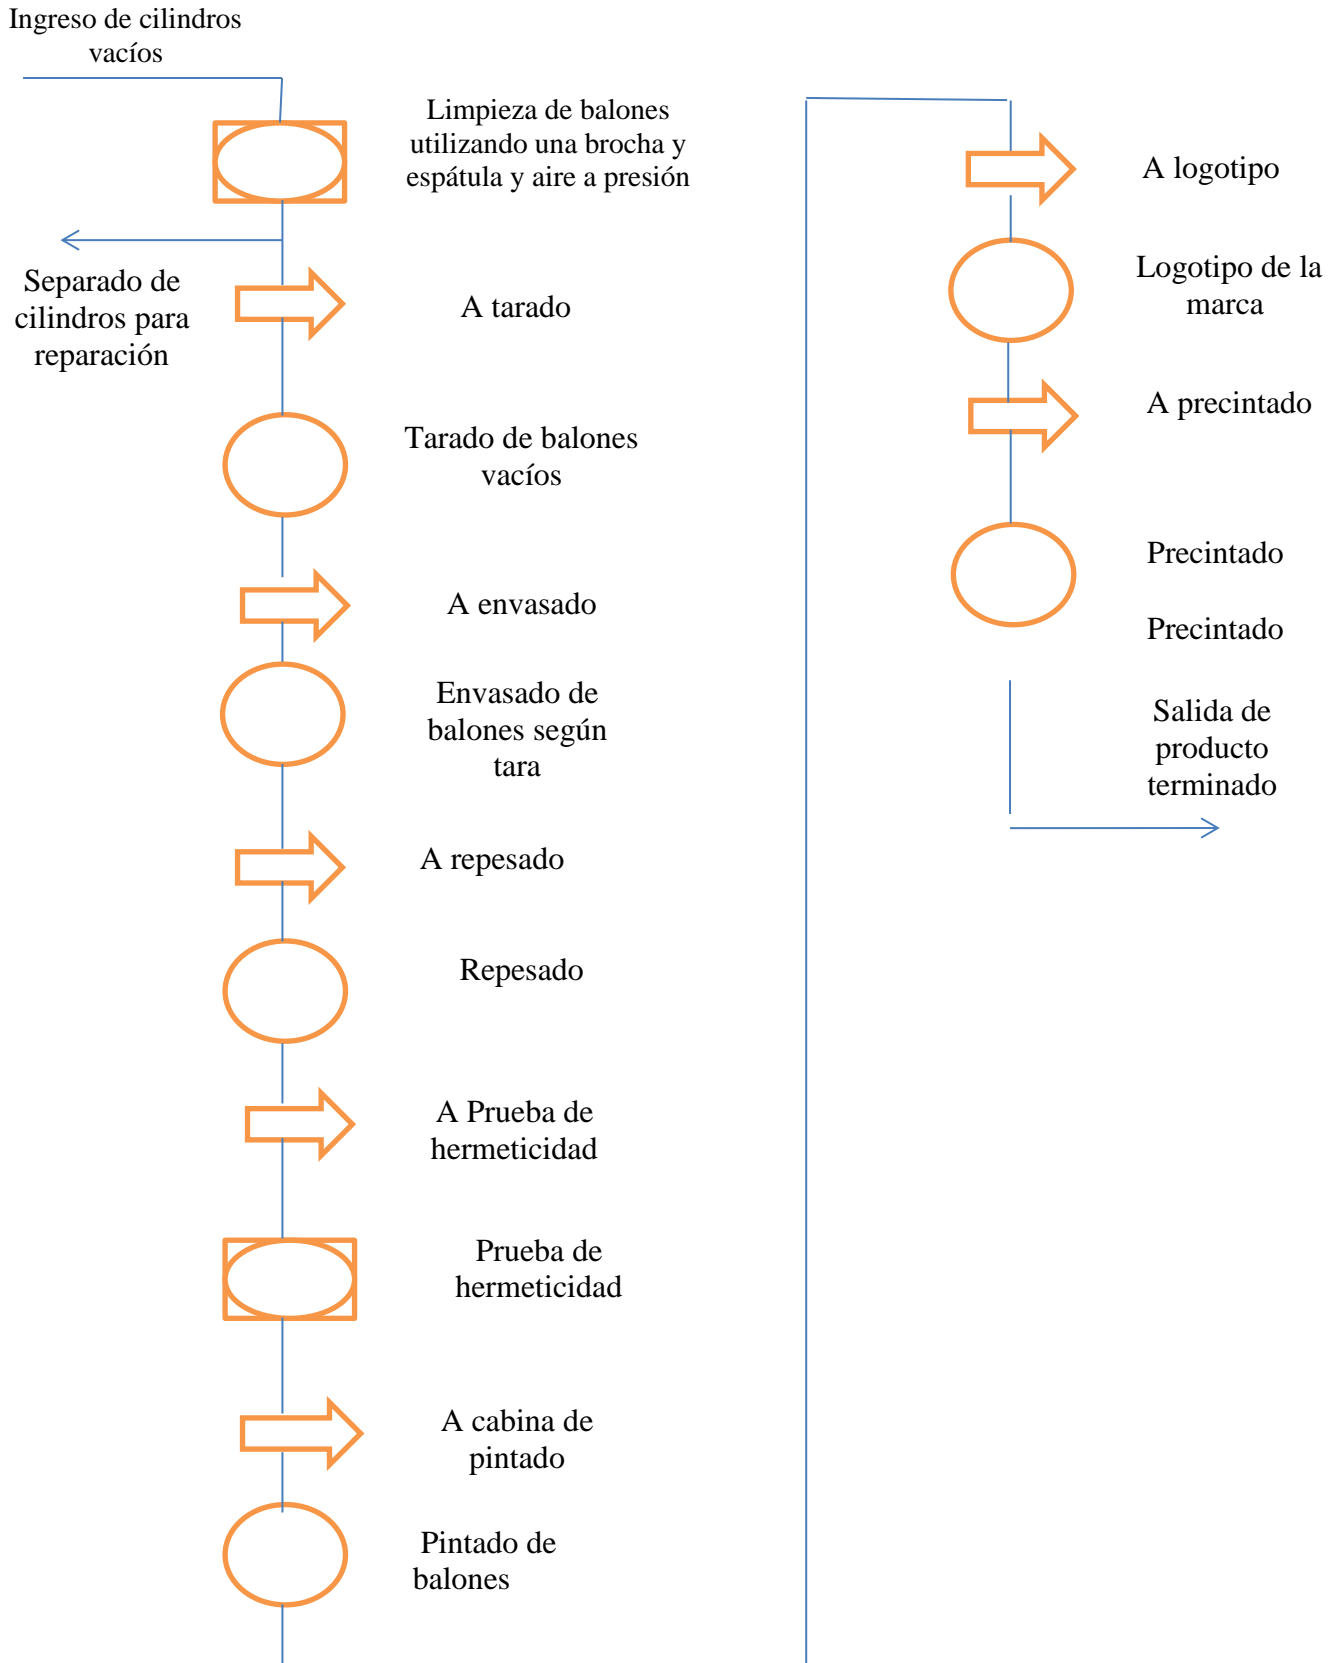 Ingreso de cilindros
vacíos
Limpieza de balones
utilizando una brocha y
espátula y aire a presión
Separado de
cilindros para
reparación
A tarado
Tarado de balones
vacíos
A envasado
Envasado de
balones según
tara
A repesado
Repesado
A Prueba de
hermeticidad
Prueba de
hermeticidad
A cabina de
pintado
Pintado de
balones
A logotipo
Logotipo de la
marca
A precintado
Precintado
Precintado
Salida de
producto
terminado